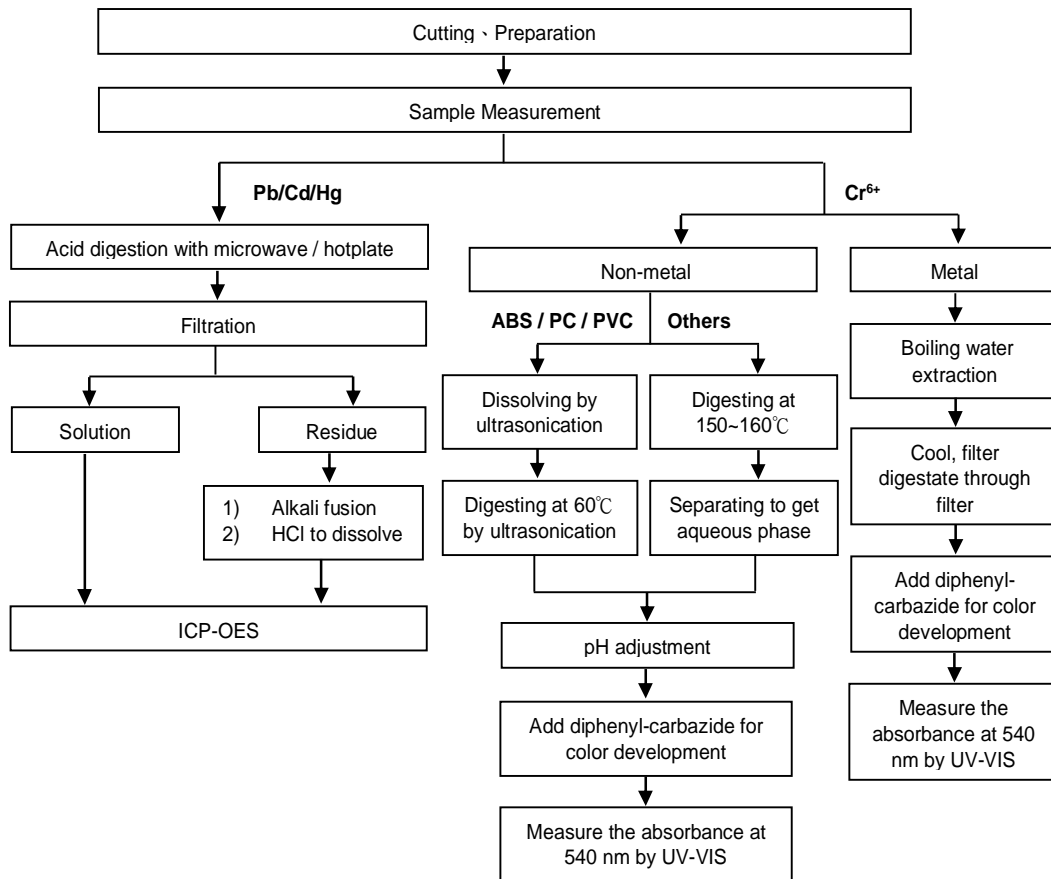 Cutting、Preparation
Sample Measurement
Pb/Cd/Hg
Acid digestion with microwave / hotplate
Filtration
Solution
Residue
1) Alkali fusion
2) HCl to dissolve
ICP-OES
Cr⁶⁺
Non-metal
ABS / PC / PVC
Others
Dissolving by
ultrasonication
Digesting at 60℃
by ultrasonication
Digesting at
150~160℃
Separating to get
aqueous phase
pH adjustment
Add diphenyl-carbazide for
color development
Measure the absorbance at
540 nm by UV-VIS
Metal
Boiling water
extraction
Cool, filter
digestate through
filter
Add diphenyl-
carbazide for color
development
Measure the
absorbance at 540
nm by UV-VIS